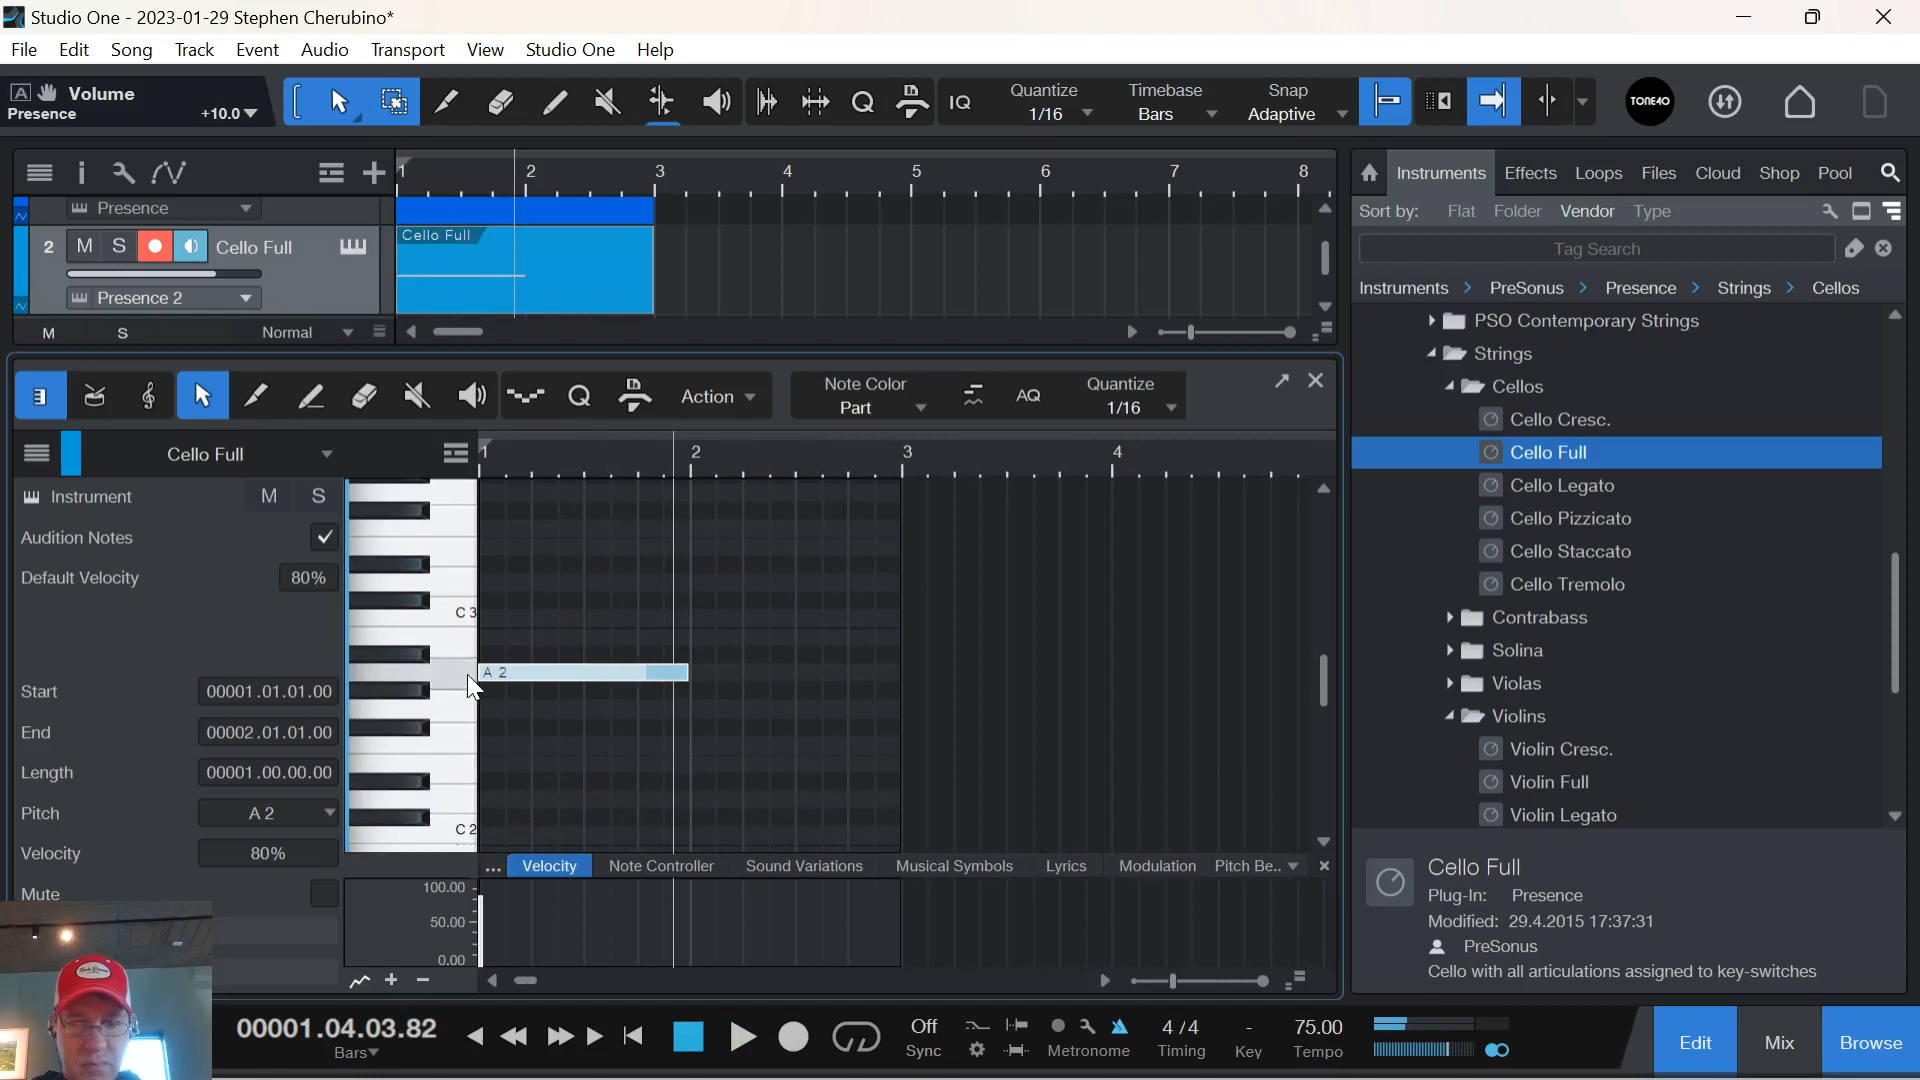 Studio One - 2023-01-29 Stephen Cherubino*
File Edit Song Track Event Audio Transport View Studio One Help
A Volume
Presence +10.0
IQ
Quantize
1/16
Timebase
Bars
Snap
Adaptive
TONE40
1 2 3 4 5 6 7 8
Presence
2 M S Cello Full
Presence 2
M S Normal
Cello Full
Instruments Effects Loops Files Cloud Shop Pool
Sort by: Flat Folder Vendor Type
Tag Search
Instruments PreSonus Presence Strings Cellos
PSO Contemporary Strings
Strings
Cellos
Cello Cresc.
Cello Full
Cello Legato
Cello Pizzicato
Cello Staccato
Cello Tremolo
Contrabass
Solina
Violas
Violins
Violin Cresc.
Violin Full
Violin Legato
Cello Full
Plug-In: Presence
Modified: 29.4.2015 17:37:31
PreSonus
Cello with all articulations assigned to key-switches
Action
Note Color
Part
AQ
Quantize
1/16
Cello Full
1 2 3 4
Instrument M S
Audition Notes
Default Velocity 80%
Start 00001.01.01.00
End 00002.01.01.00
Length 00001.00.00.00
Pitch A 2
Velocity 80%
Mute
C 3
A 2
C 2
... Velocity Note Controller Sound Variations Musical Symbols Lyrics Modulation Pitch Be..
100.00
50.00
0.00
00001.04.03.82
Bars
Off
Sync
Metronome
4 / 4
Timing
-
Key
75.00
Tempo
Edit Mix Browse